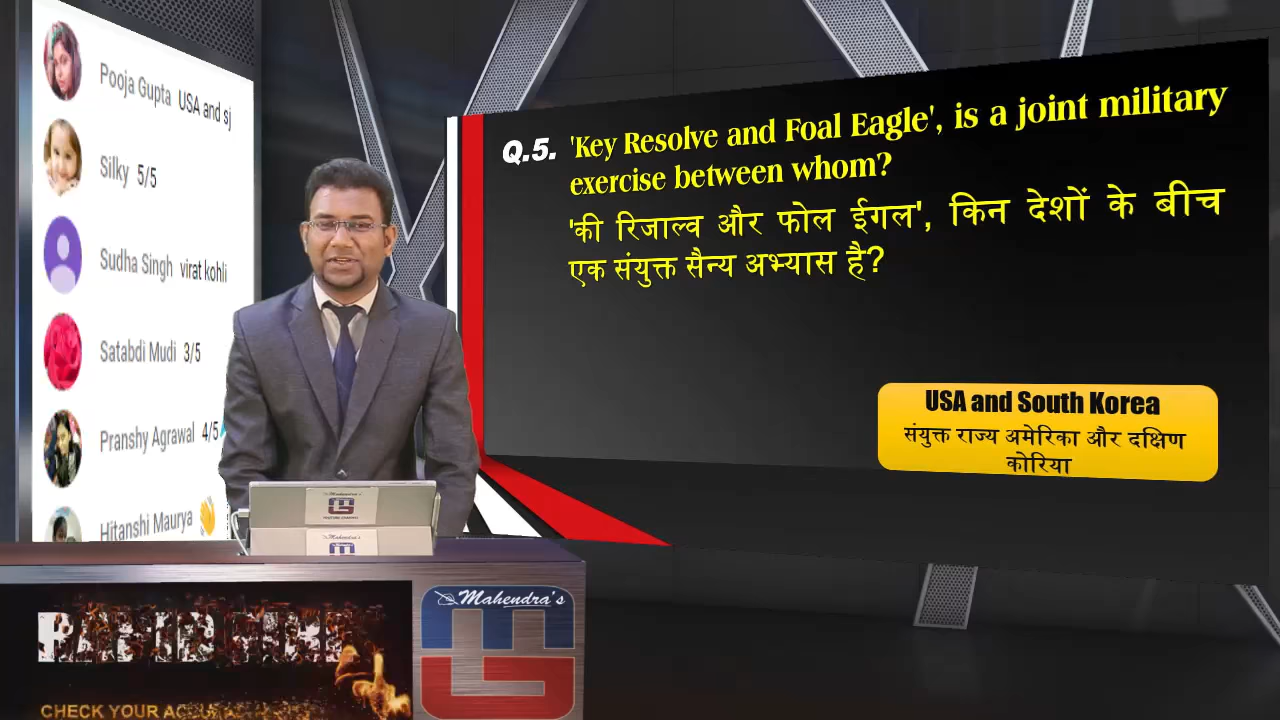 Pooja Gupta USA and sj
Silky 5/5
Sudha Singh virat kohli
Satabdi Mudi 3/5
Pranshy Agrawal 4/5
Hitanshi Maurya 👋
Q.5. 'Key Resolve and Foal Eagle', is a joint military
exercise between whom?
'की रिजाल्व और फोल ईगल', किन देशों के बीच
एक संयुक्त सैन्य अभ्यास है?
USA and South Korea
संयुक्त राज्य अमेरिका और दक्षिण
कोरिया
Mahendra's
CHECK YOUR